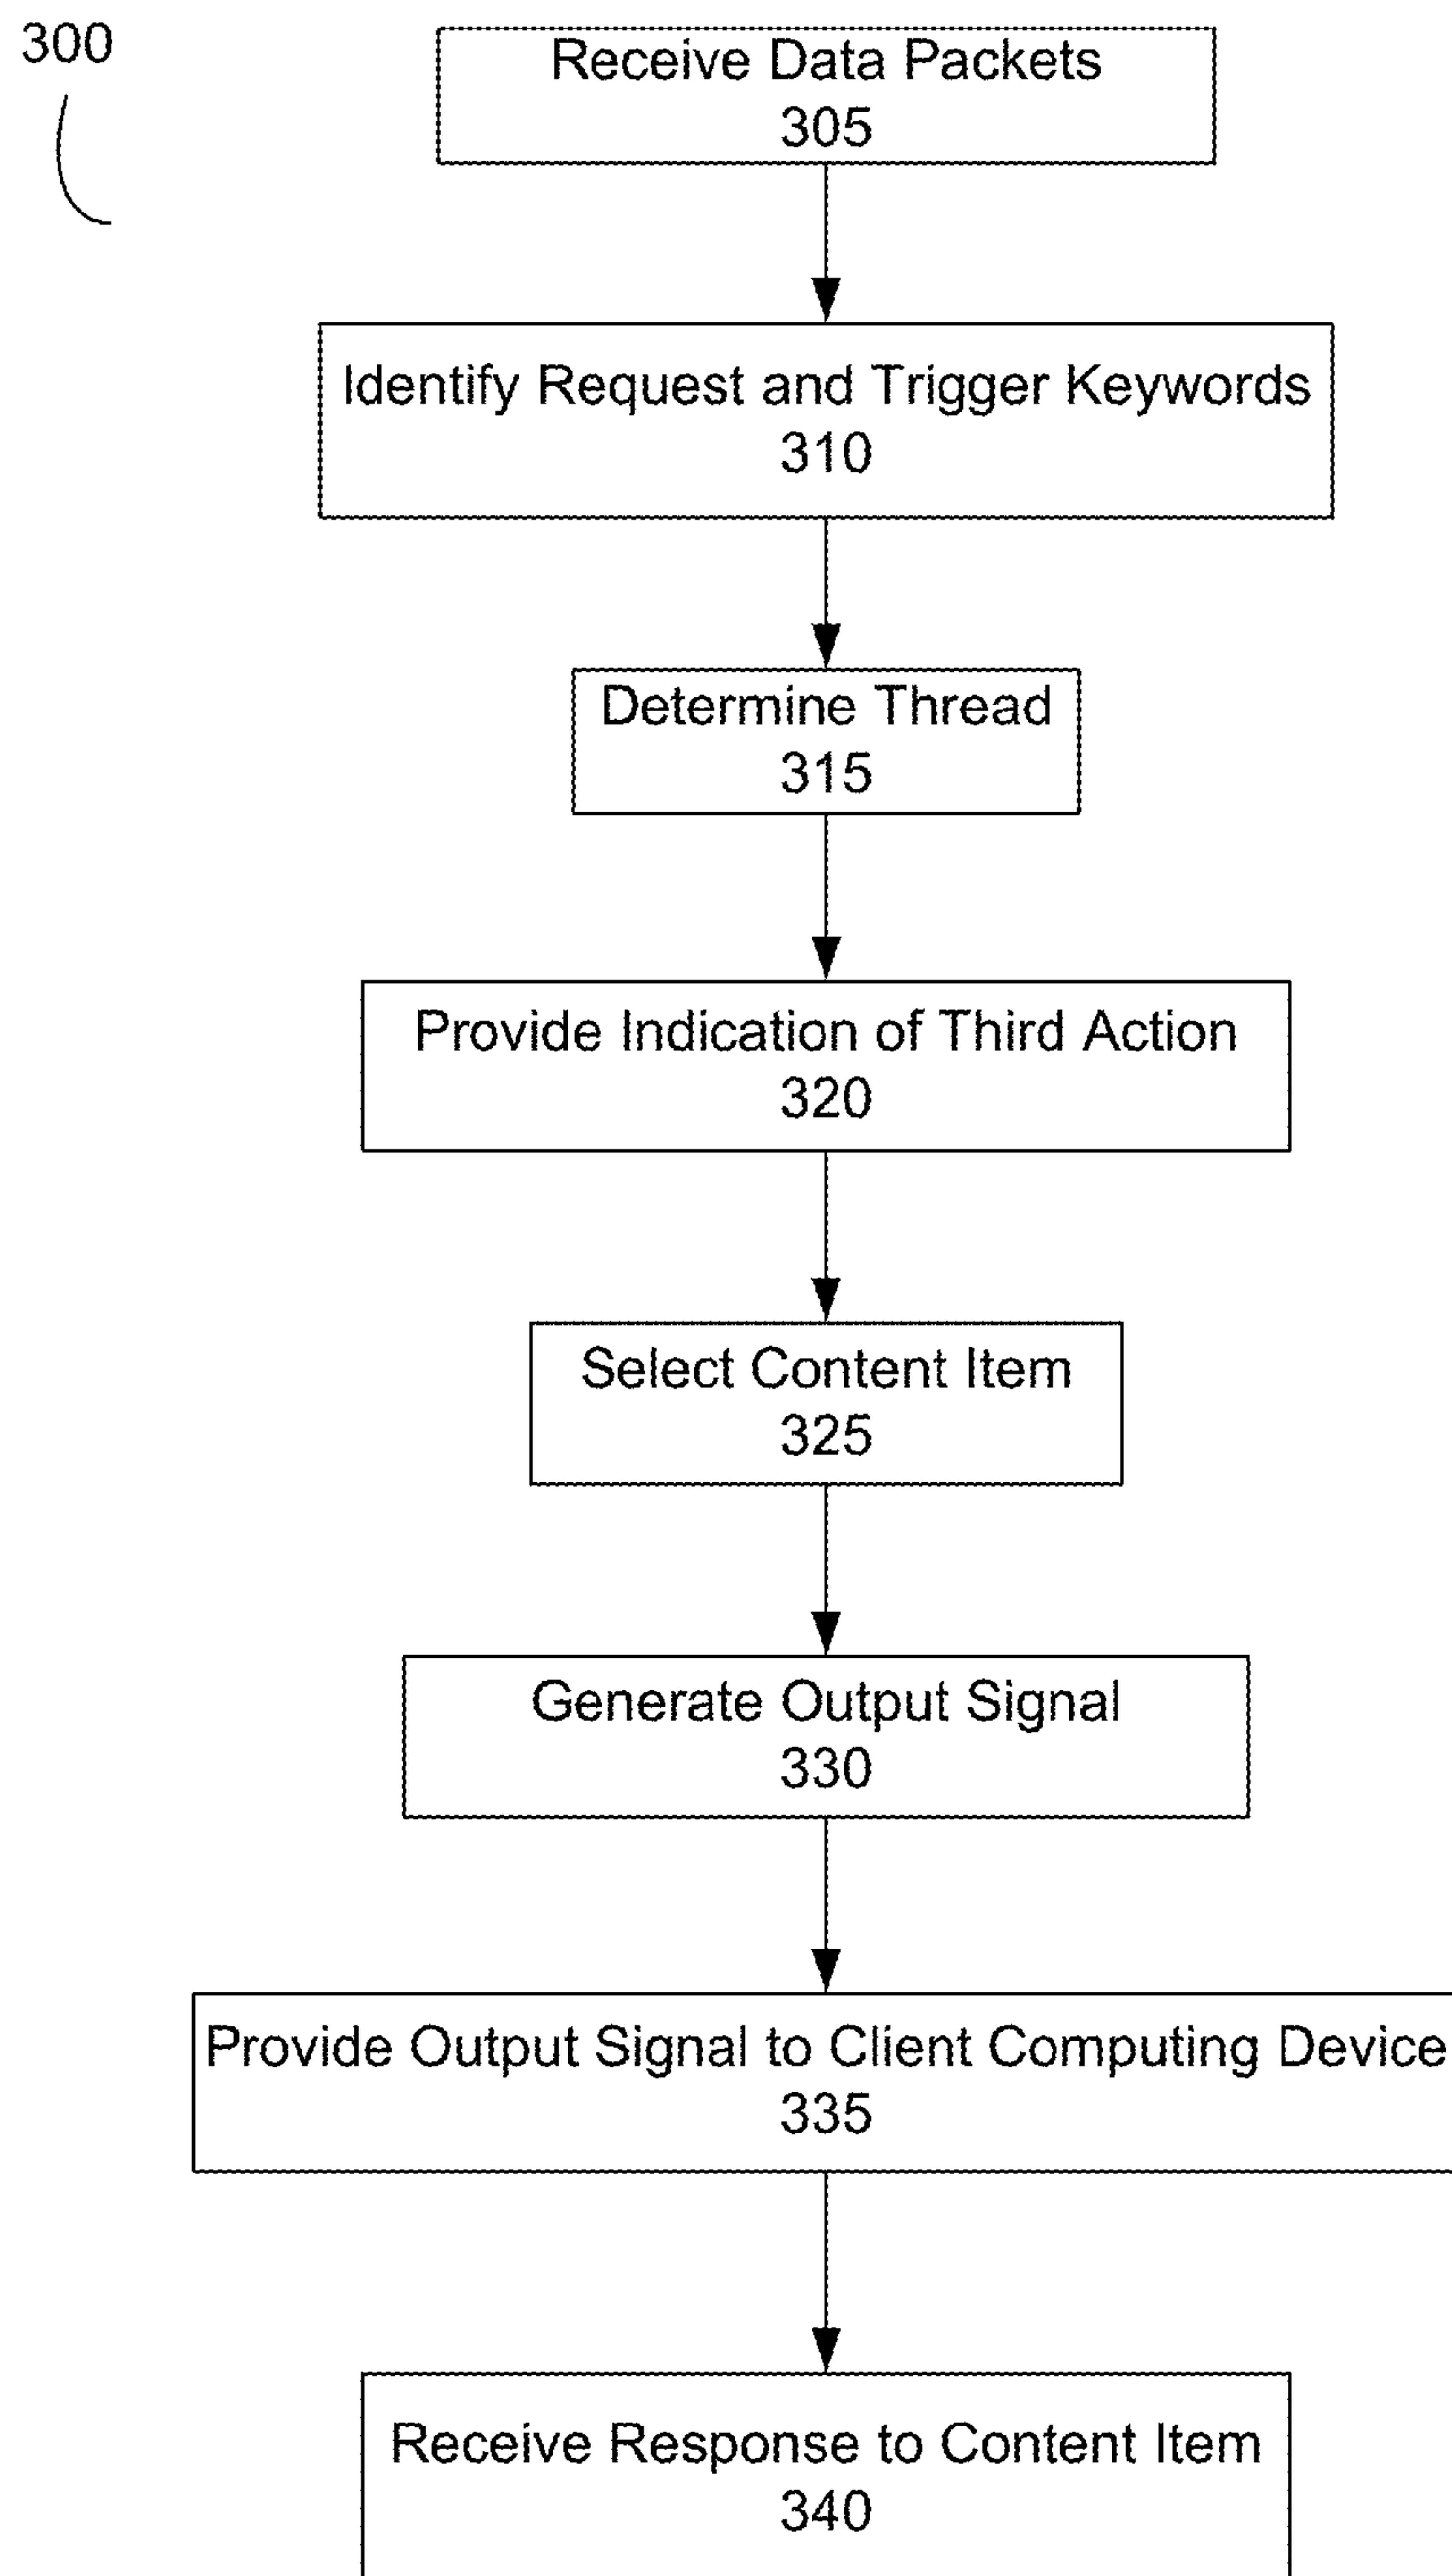 300
Receive Data Packets
305
Identify Request and Trigger Keywords
310
Determine Thread
315
Provide Indication of Third Action
320
Select Content Item
325
Generate Output Signal
330
Provide Output Signal to Client Computing Device
335
Receive Response to Content Item
340